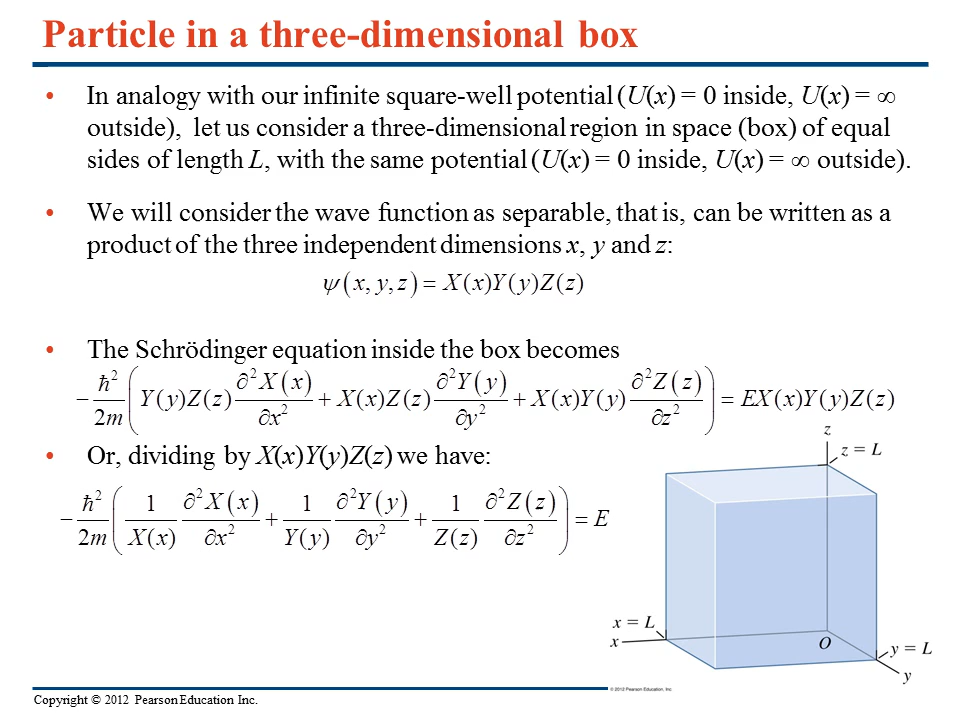 Particle in a three-dimensional box
• In analogy with our infinite square-well potential (U(x) = 0 inside, U(x) = ∞
outside), let us consider a three-dimensional region in space (box) of equal
sides of length L, with the same potential (U(x) = 0 inside, U(x) = ∞ outside).
• We will consider the wave function as separable, that is, can be written as a
product of the three independent dimensions x, y and z:
ψ(x, y, z) = X(x)Y(y)Z(z)
• The Schrödinger equation inside the box becomes
−ℏ²/2m (Y(y)Z(z) ∂²X(x)/∂x² + X(x)Z(z) ∂²Y(y)/∂y² + X(x)Y(y) ∂²Z(z)/∂z²) = EX(x)Y(y)Z(z)
• Or, dividing by X(x)Y(y)Z(z) we have:
−ℏ²/2m (1/X(x) ∂²X(x)/∂x² + 1/Y(y) ∂²Y(y)/∂y² + 1/Z(z) ∂²Z(z)/∂z²) = E
z
z = L
x = L
x
O
y = L
y
© 2012 Pearson Education, Inc.
Copyright © 2012 Pearson Education Inc.